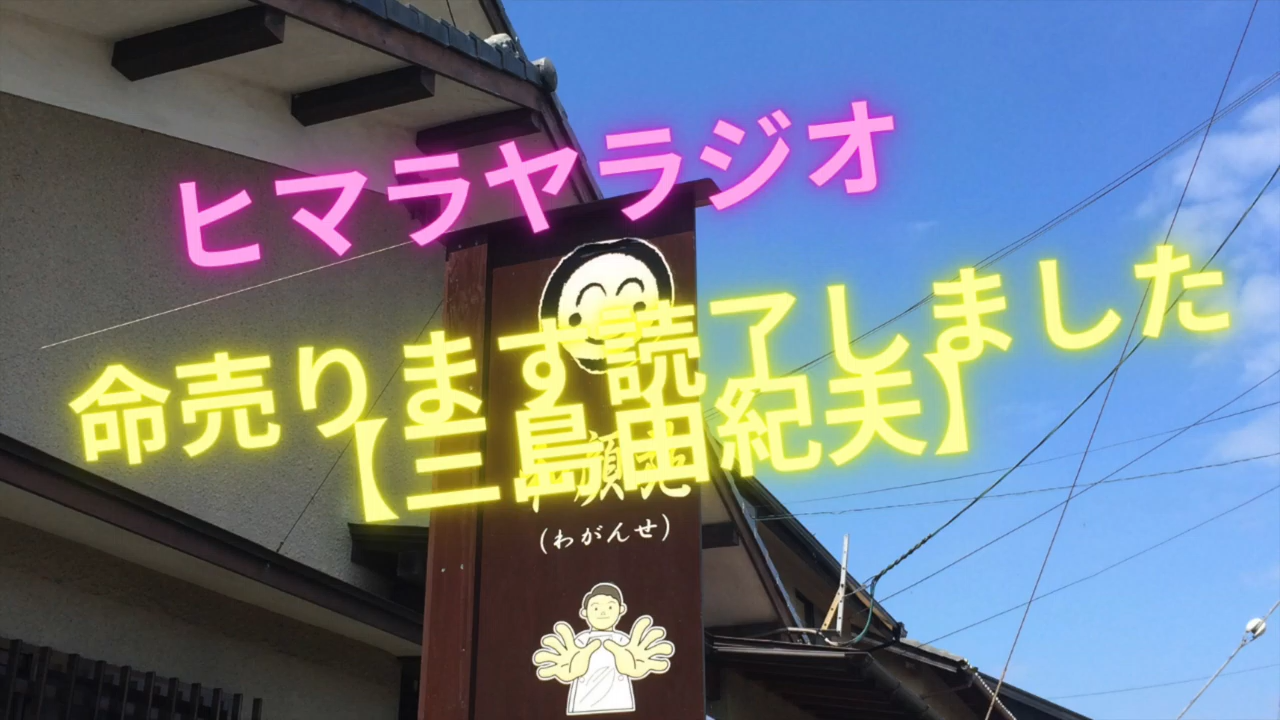 ヒマラヤラジオ
命売ります読了しました
【三島由紀夫】
(わがんせ)